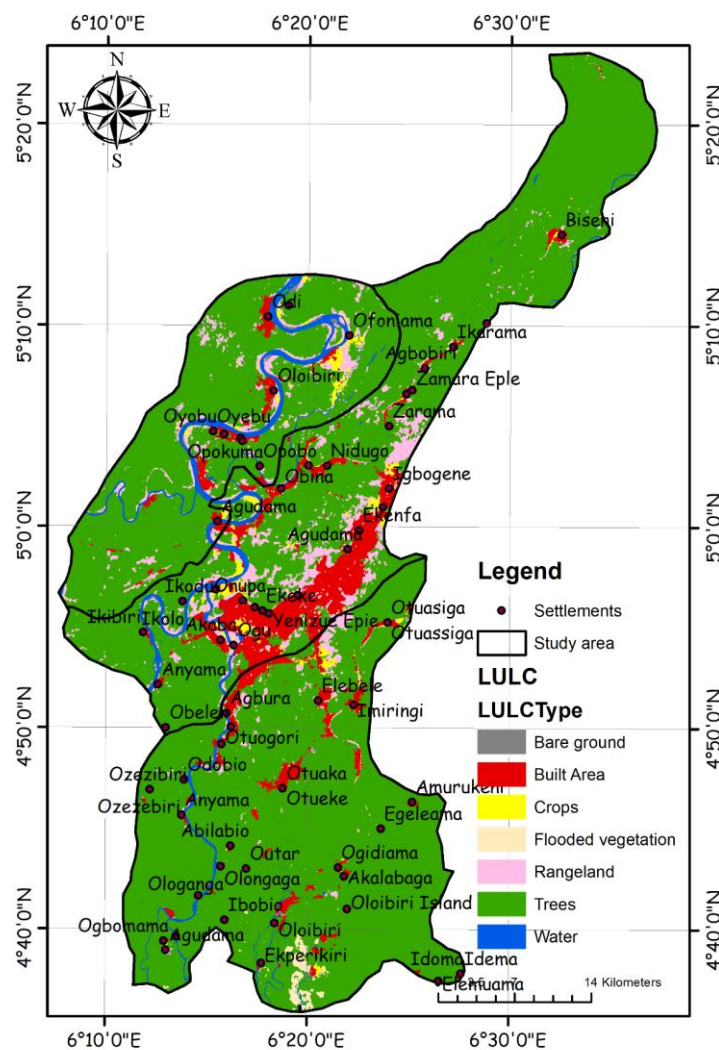 6°10'0"E 6°20'0"E 6°30'0"E
N
W E
S
5°20'0"N 5°20'0"N
Biseni
5°10'0"N 5°10'0"N
Odi
Ofoniama
Ikarama
Agbobiri
Oloibiri
Zamara Eple
Zarama
OyobuOyebu
OpokumaOpobo
Nidugo
Obina
Igbogene
Agudama
Ekenfa
5°0'0"N 5°0'0"N
Agudama
Legend
Settlements
Study area
LULC
LULCType
Bare ground
Built Area
Crops
Flooded vegetation
Rangeland
Trees
Water
IkoduOnupa
Ekeke
Otuasiga
Ikibiri
Ikolo
Akaba
Ogu
Yenizue Epie
Otuassiga
Anyama
Agbura
Elebele
Imiringi
Obelei
4°50'0"N 4°50'0"N
Otuogori
Odobio
Otuaka
Ozezibiri
Otueke
Amurukeni
Ozezebiri
Anyama
Egeleama
Abilabio
Outar
Ogidiama
Olongaga
Akalabaga
Ologanga
Ibobio
Oloibiri Island
4°40'0"N 4°40'0"N
Ogbomama
Agudama
Oloibiri
Ekperikiri
IdomaIdema
Elemuama
7 14 Kilometers
6°10'0"E 6°20'0"E 6°30'0"E